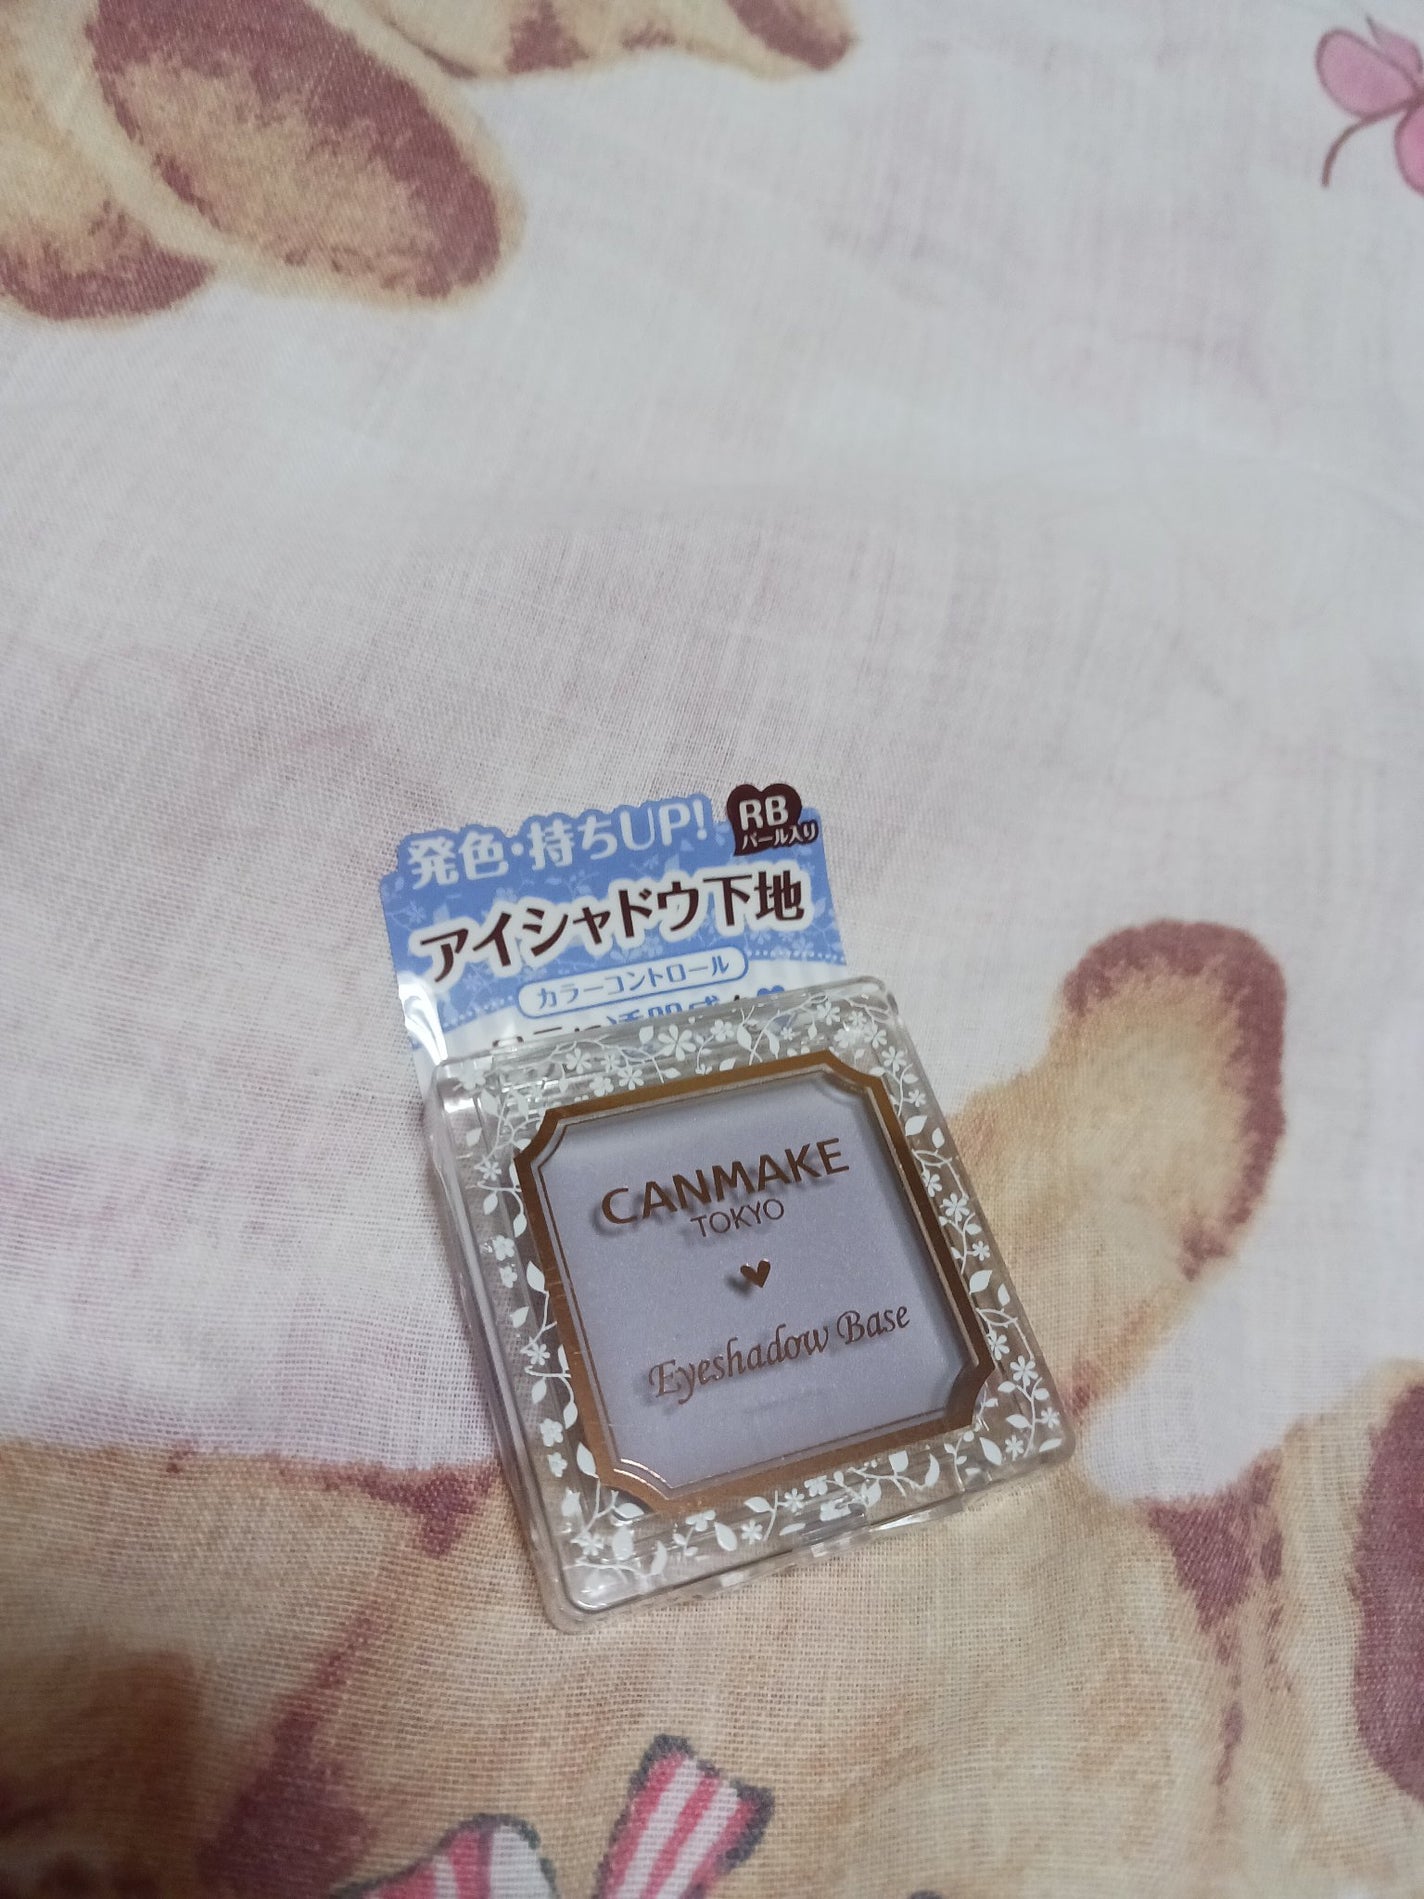 発色・持ちUP!
RB
パール入り
アイシャドウ下地
カラーコントロール
CANMAKE
TOKYO
Eyeshadow Base